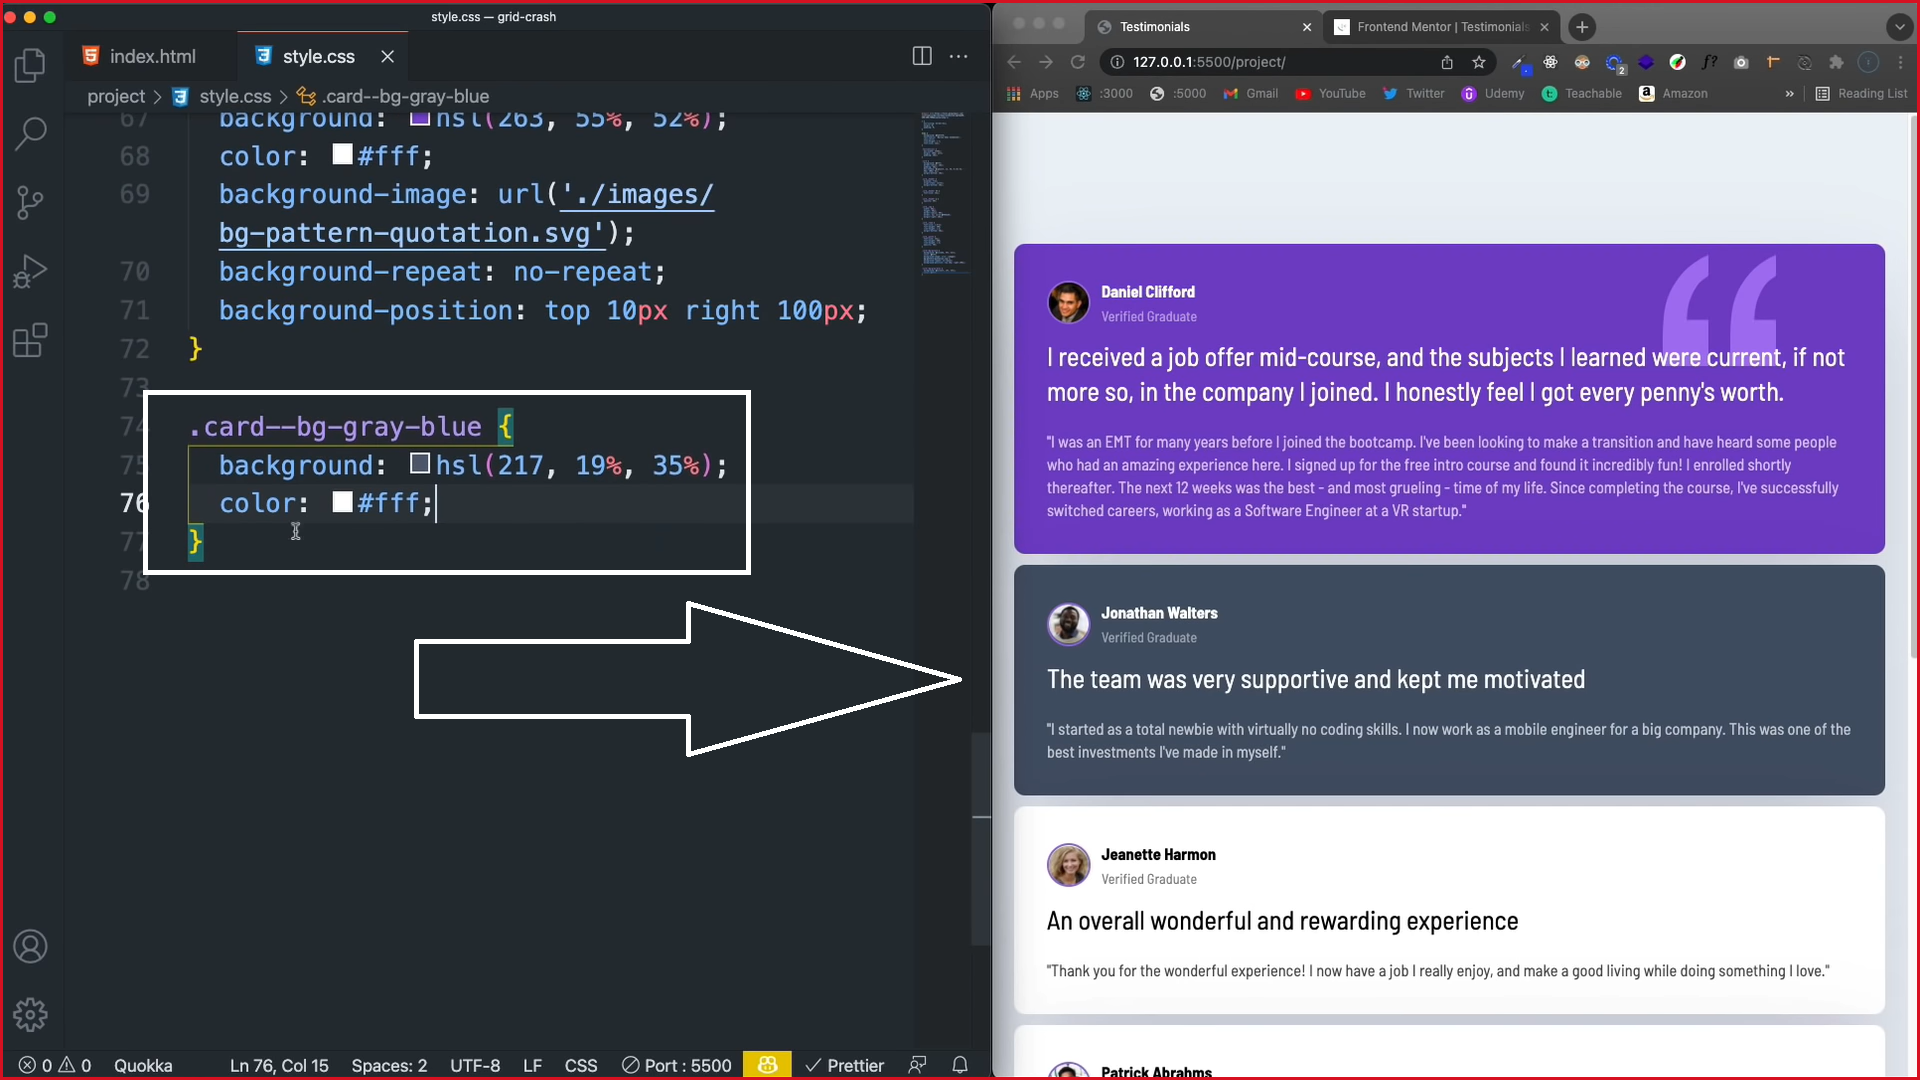 style.css — grid-crash
index.html
style.css
project > style.css > .card--bg-gray-blue
67 background: hsl(263, 55%, 52%);
68 color: #fff;
69 background-image: url('./images/
bg-pattern-quotation.svg');
70 background-repeat: no-repeat;
71 background-position: top 10px right 100px;
72 }
73
74 .card--bg-gray-blue {
75 background: hsl(217, 19%, 35%);
76 color: #fff;
77 }
78
0 0 Quokka Ln 76, Col 15 Spaces: 2 UTF-8 LF CSS Port : 5500 Prettier
Testimonials
Frontend Mentor | Testimonials
127.0.0.1:5500/project/
f?
2
Apps :3000 :5000 Gmail YouTube Twitter Udemy Teachable Amazon » Reading List
Daniel Clifford
Verified Graduate
I received a job offer mid-course, and the subjects I learned were current, if not
more so, in the company I joined. I honestly feel I got every penny's worth.
"I was an EMT for many years before I joined the bootcamp. I've been looking to make a transition and have heard some people
who had an amazing experience here. I signed up for the free intro course and found it incredibly fun! I enrolled shortly
thereafter. The next 12 weeks was the best - and most grueling - time of my life. Since completing the course, I've successfully
switched careers, working as a Software Engineer at a VR startup."
Jonathan Walters
Verified Graduate
The team was very supportive and kept me motivated
"I started as a total newbie with virtually no coding skills. I now work as a mobile engineer for a big company. This was one of the
best investments I've made in myself."
Jeanette Harmon
Verified Graduate
An overall wonderful and rewarding experience
"Thank you for the wonderful experience! I now have a job I really enjoy, and make a good living while doing something I love."
Patrick Abrahms